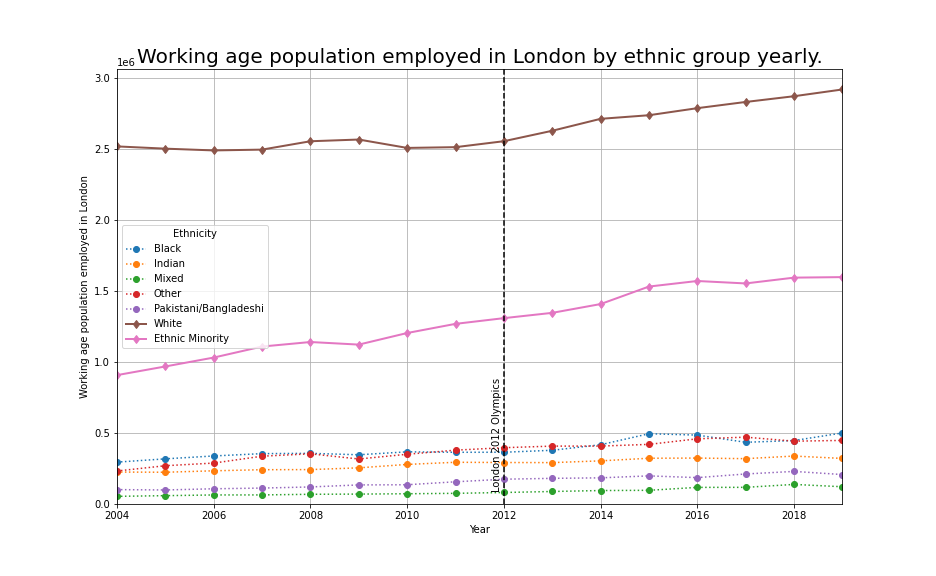 Working age population employed in London by ethnic group yearly.
1e6
3.0
2.5
2.0
1.5
1.0
0.5
0.0
Working age population employed in London
Ethnicity
Black
Indian
Mixed
Other
Pakistani/Bangladeshi
White
Ethnic Minority
London 2012 Olympics
2004 2006 2008 2010 2012 2014 2016 2018
Year